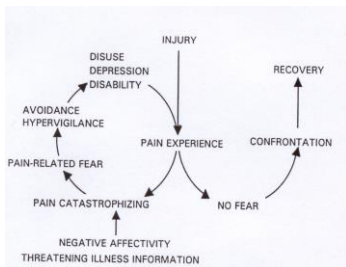 INJURY
DISUSE
DEPRESSION
DISABILITY
RECOVERY
AVOIDANCE
HYPERVIGILANCE
PAIN EXPERIENCE
CONFRONTATION
PAIN-RELATED FEAR
PAIN CATASTROPHIZING
NO FEAR
NEGATIVE AFFECTIVITY
THREATENING ILLNESS INFORMATION